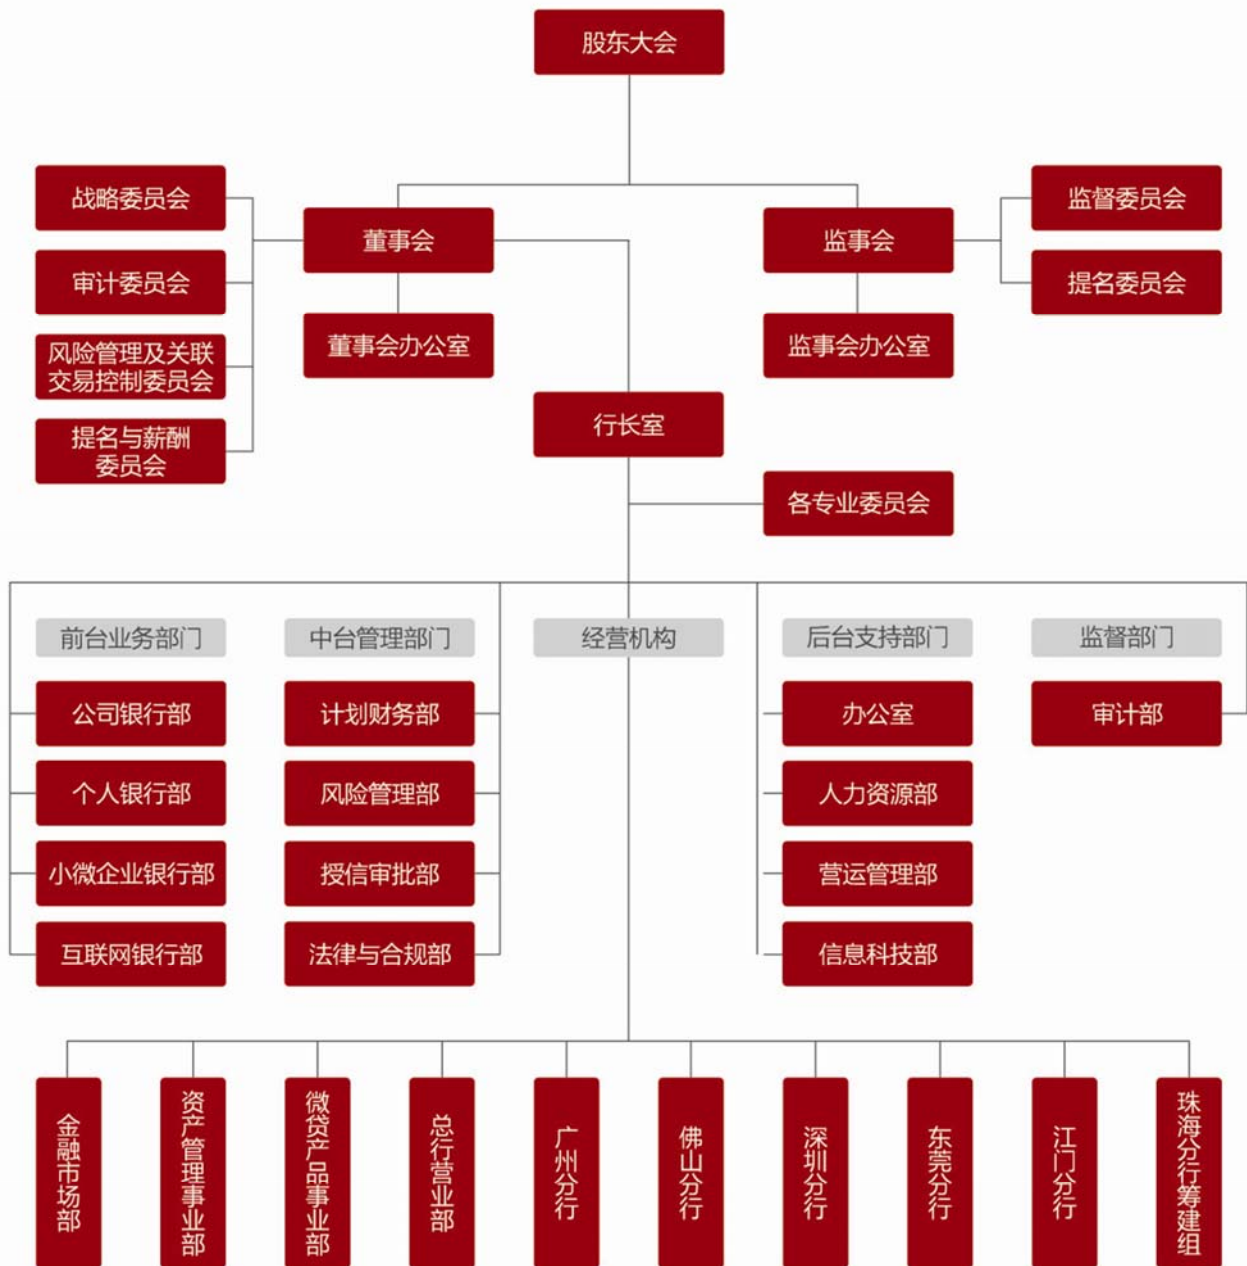 股东大会
战略委员会
监督委员会
董事会
监事会
审计委员会
提名委员会
董事会办公室
监事会办公室
风险管理及关联
交易控制委员会
行长室
提名与薪酬
委员会
各专业委员会
前台业务部门
中台管理部门
经营机构
后台支持部门
监督部门
公司银行部
计划财务部
办公室
审计部
个人银行部
风险管理部
人力资源部
小微企业银行部
授信审批部
营运管理部
互联网银行部
法律与合规部
信息科技部
金融市场部
资产管理事业部
微贷产品事业部
总行营业部
广州分行
佛山分行
深圳分行
东莞分行
江门分行
珠海分行筹建组